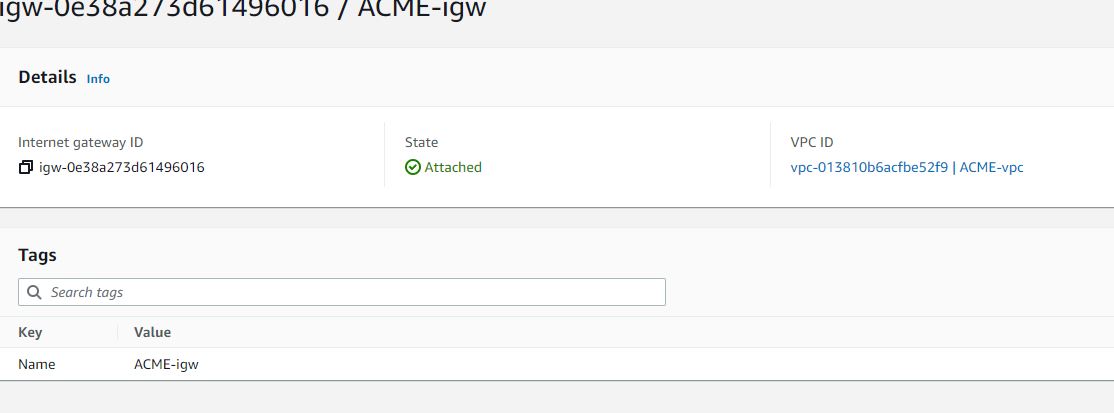 igw-0e38a273d61496016 / ACME-igw
Details Info
Internet gateway ID
igw-0e38a273d61496016
State
Attached
VPC ID
vpc-013810b6acfbe52f9 | ACME-vpc
Tags
Search tags
Key Value
Name ACME-igw